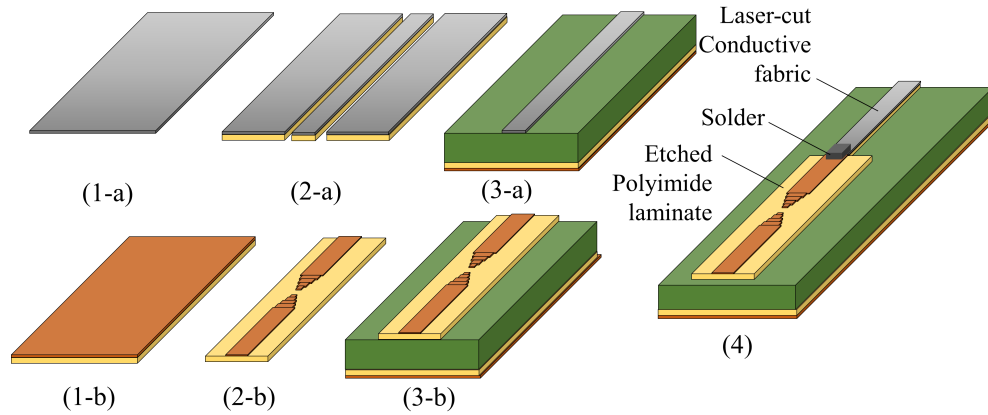 Laser-cut
Conductive
fabric
Solder
Etched
Polyimide
laminate
(1-a)
(2-a)
(3-a)
(1-b)
(2-b)
(3-b)
(4)